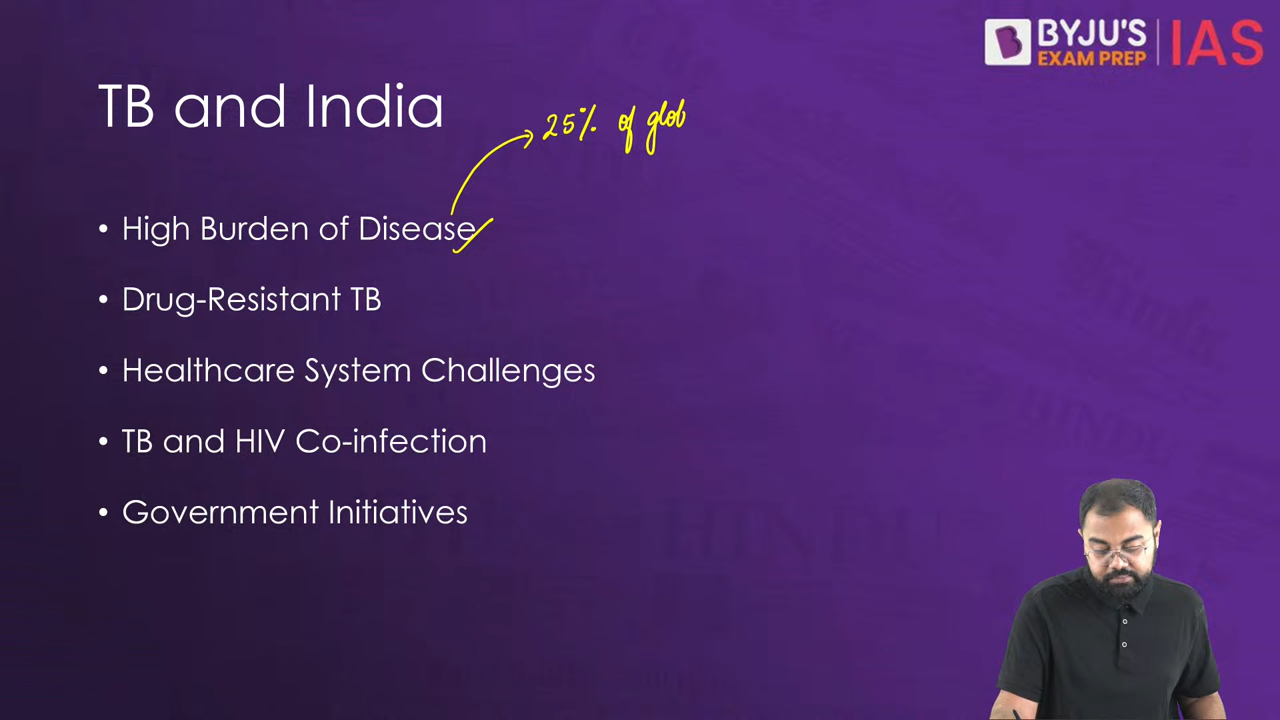 BYJU'S
EXAM PREP
IAS
TB and India
25% of glob
• High Burden of Disease
• Drug-Resistant TB
• Healthcare System Challenges
• TB and HIV Co-infection
• Government Initiatives
HINDU